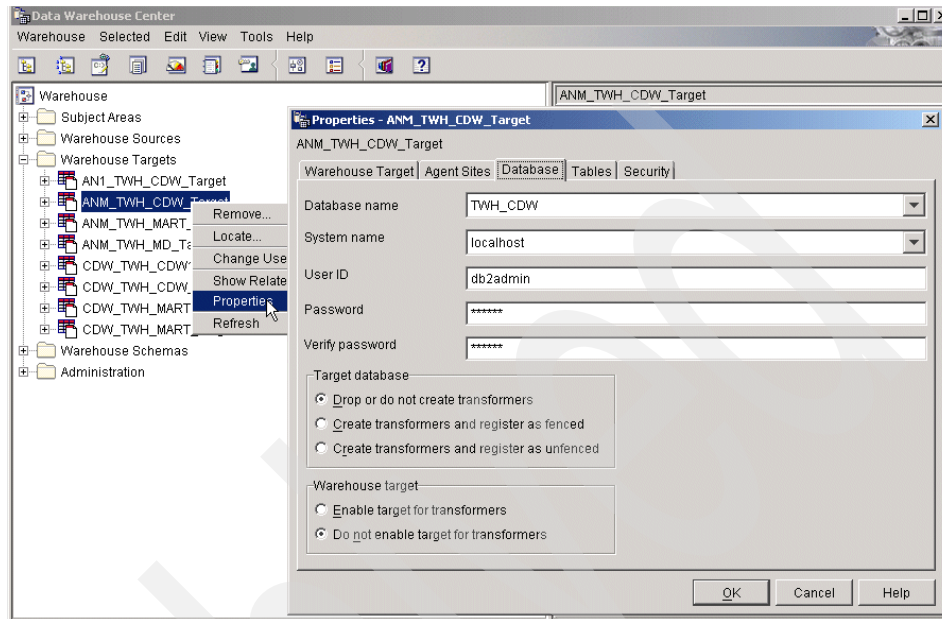 Data Warehouse Center
Warehouse Selected Edit View Tools Help
Warehouse
Subject Areas
Warehouse Sources
Warehouse Targets
AN1_TWH_CDW_Target
ANM_TWH_CDW_Target
ANM_TWH_MART_
ANM_TWH_MD_Ta
CDW_TWH_CDW
CDW_TWH_CDW_
CDW_TWH_MART
CDW_TWH_MART_
Warehouse Schemas
Administration
Remove...
Locate...
Change Use
Show Relate
Properties
Refresh
ANM_TWH_CDW_Target
Properties - ANM_TWH_CDW_Target
ANM_TWH_CDW_Target
Warehouse Target Agent Sites Database Tables Security
Database name TWH_CDW
System name localhost
User ID db2admin
Password ******
Verify password ******
Target database
Drop or do not create transformers
Create transformers and register as fenced
Create transformers and register as unfenced
Warehouse target
Enable target for transformers
Do not enable target for transformers
OK Cancel Help